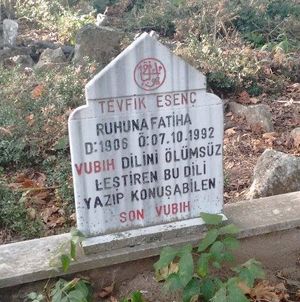 TEVFİK ESENÇ
RUHUNA FATİHA
D:1906 Ö:07.10.1992
VUBIH DİLİNİ ÖLÜMSÜZ
LEŞTİREN BU DİLİ
YAZIP KONUŞABİLEN
SON VUBIH